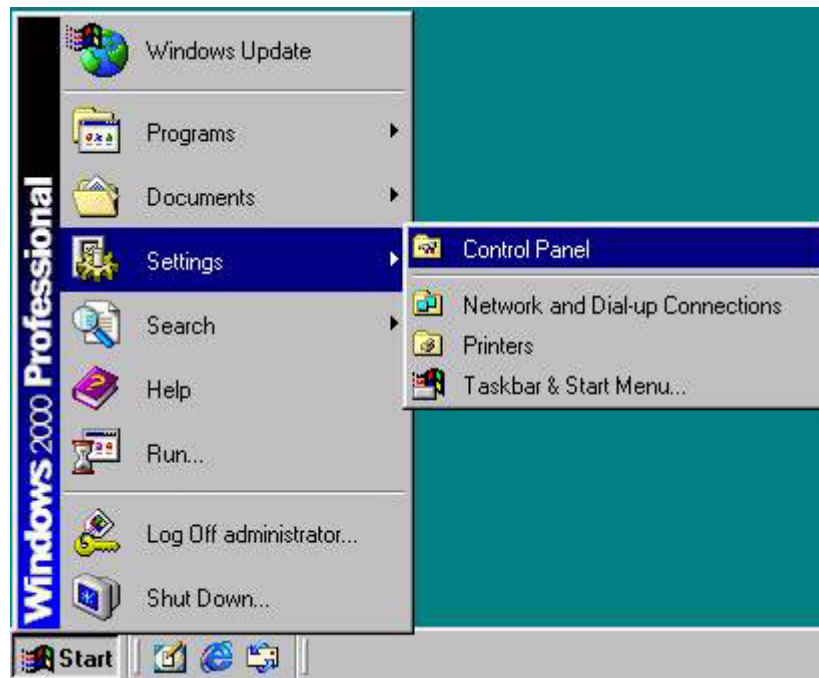 Windows Update
Programs
Documents
Settings
Search
Help
Run...
Log Off administrator...
Shut Down...
Control Panel
Network and Dial-up Connections
Printers
Taskbar & Start Menu...
Windows 2000 Professional
Start